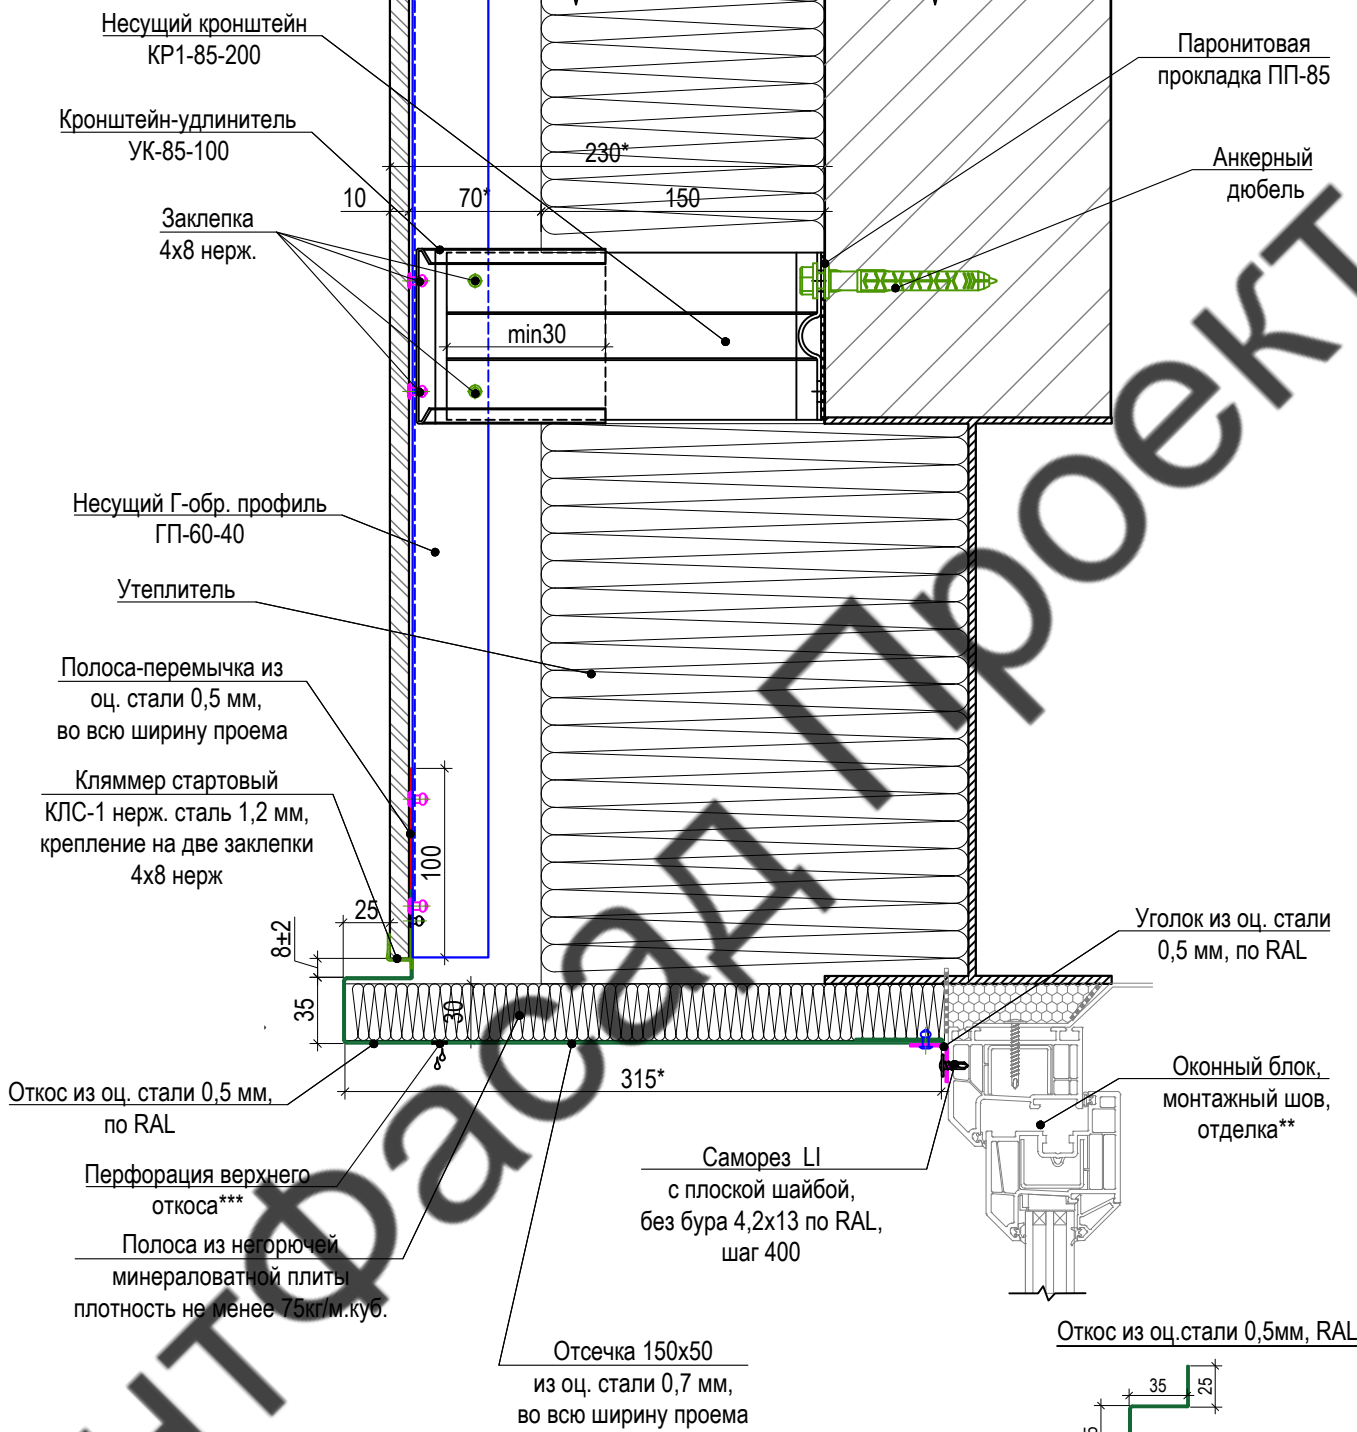 Несущий кронштейн
КР1-85-200
Паронитовая
прокладка ПП-85
Кронштейн-удлинитель
УК-85-100
230*
Анкерный
дюбель
10
70*
150
Заклепка
4х8 нерж.
min30
Несущий Г-обр. профиль
ГП-60-40
Утеплитель
Полоса-перемычка из
оц. стали 0,5 мм,
во всю ширину проема
Кляммер стартовый
КЛС-1 нерж. сталь 1,2 мм,
крепление на две заклепки
4х8 нерж
100
25
8±2
35
30
Уголок из оц. стали
0,5 мм, по RAL
315*
Откос из оц. стали 0,5 мм,
по RAL
Оконный блок,
монтажный шов,
отделка**
Перфорация верхнего
откоса***
Саморез LI
с плоской шайбой,
без бура 4,2х13 по RAL,
шаг 400
Полоса из негорючей
минераловатной плиты
плотность не менее 75кг/м.куб.
Отсечка 150х50
из оц. стали 0,7 мм,
во всю ширину проема
Откос из оц.стали 0,5мм, RAL
35
25
нтФасад Проект